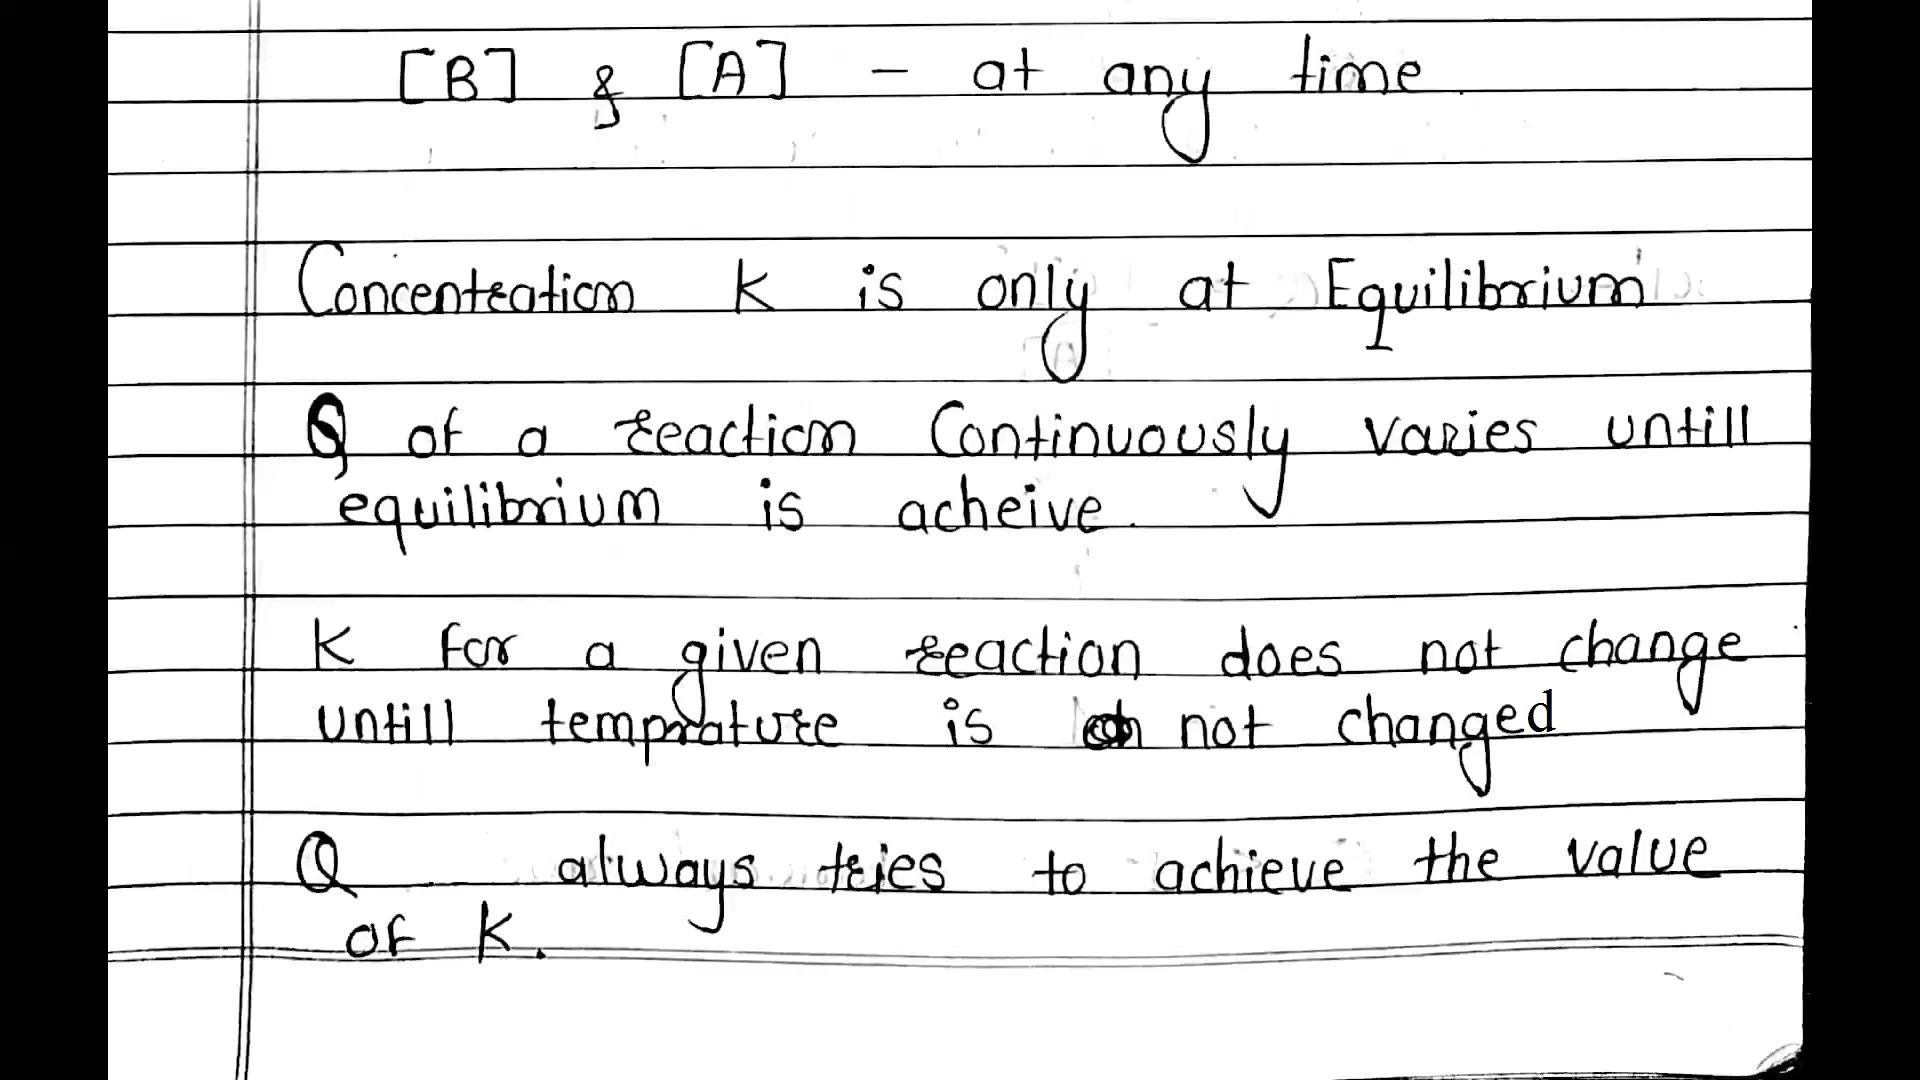 [B] & [A] - at any time.
Concentration K is only at Equilibrium
Q of a reaction Continuously varies untill
equilibrium is acheive.
K for a given reaction does not change
untill temprature is not changed
Q always tries to achieve the value
of K.